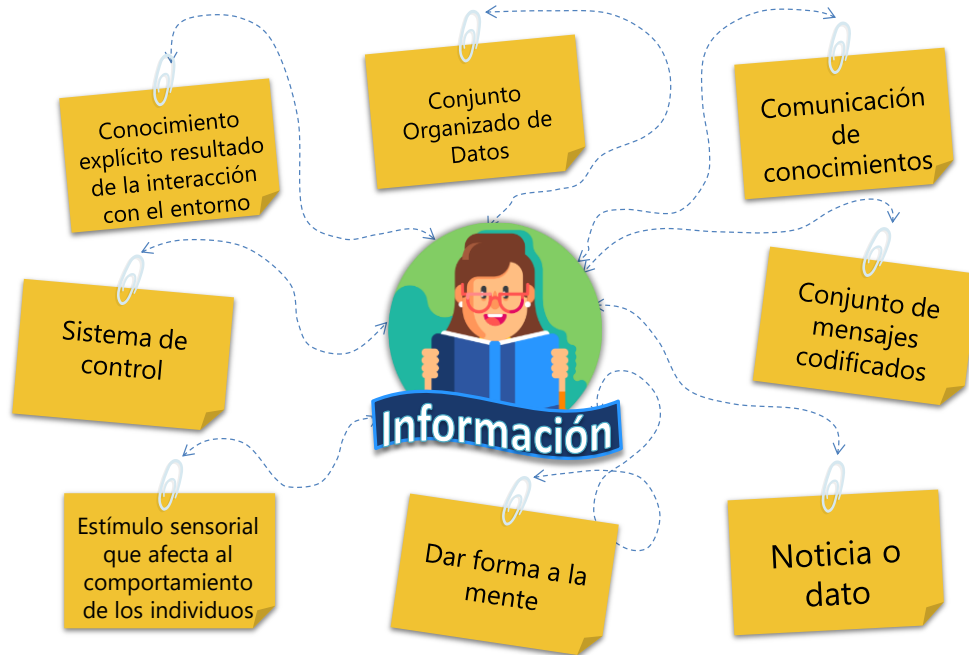 Conocimiento
explícito resultado
de la interacción
con el entorno
Conjunto
Organizado de
Datos
Comunicación
de
conocimientos
Sistema de
control
Conjunto de
mensajes
codificados
Información
Estímulo sensorial
que afecta al
comportamiento
de los individuos
Dar forma a la
mente
Noticia o
dato